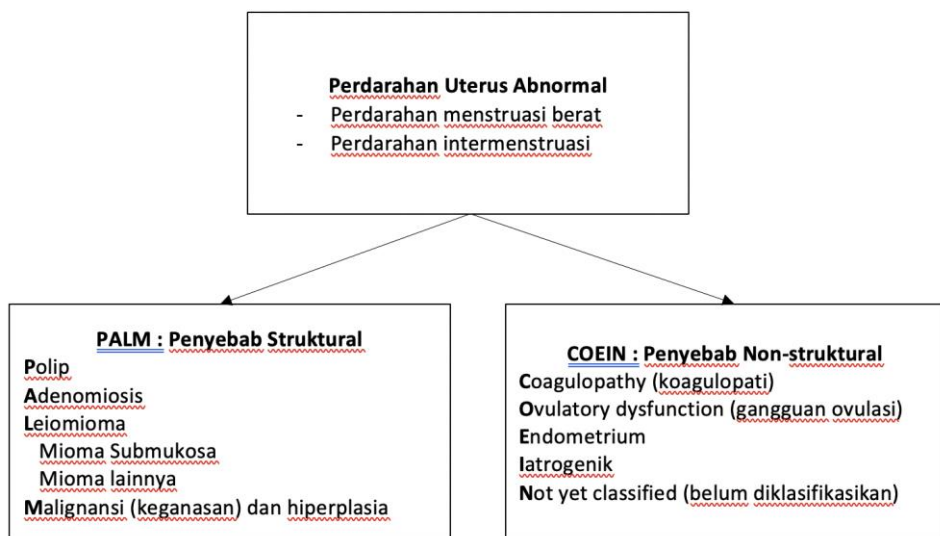 Perdarahan Uterus Abnormal
- Perdarahan menstruasi berat
- Perdarahan intermenstruasi
PALM : Penyebab Struktural
Polip
Adenomiosis
Leiomioma
Mioma Submukosa
Mioma lainnya
Malignansi (keganasan) dan hiperplasia
COEIN : Penyebab Non-struktural
Coagulopathy (koagulopati)
Ovulatory dysfunction (gangguan ovulasi)
Endometrium
Iatrogenik
Not yet classified (belum diklasifikasikan)